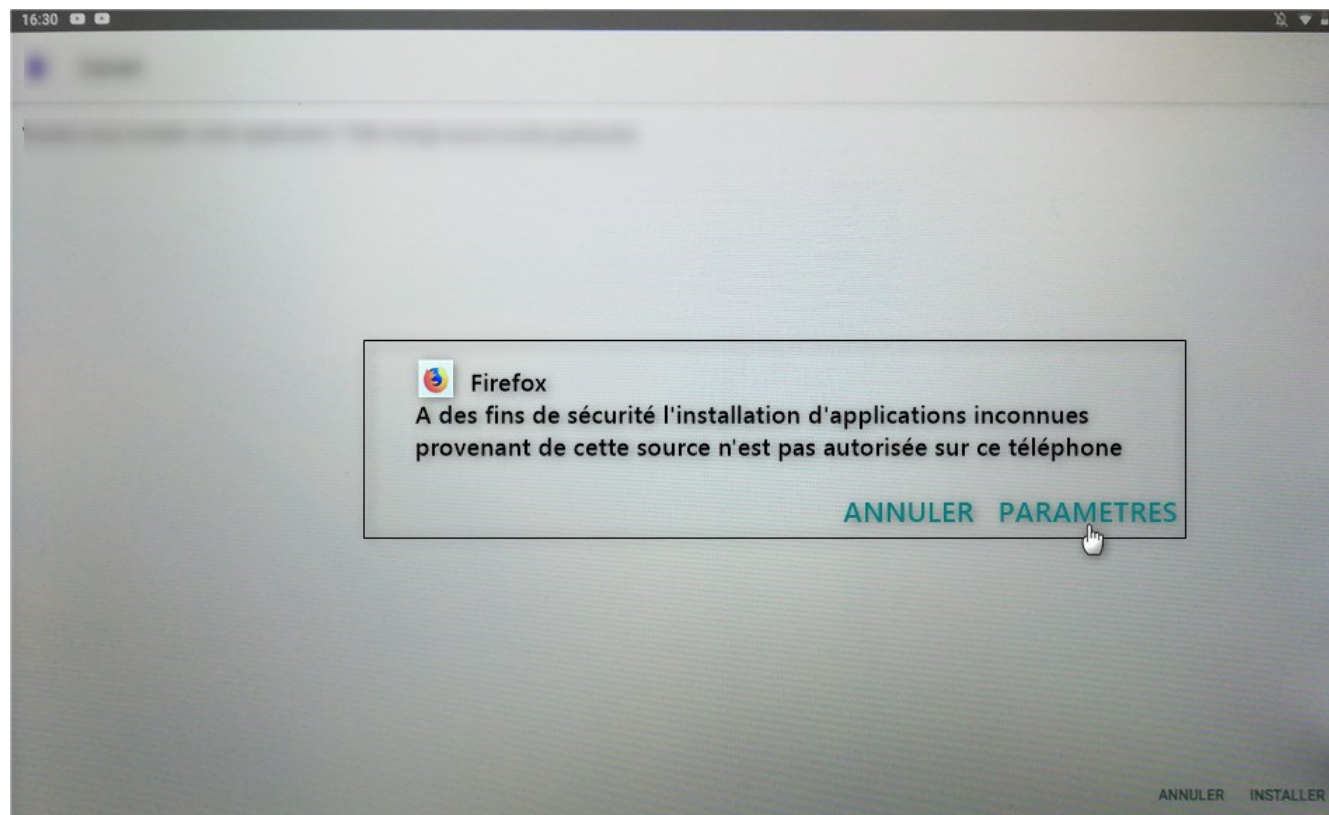 16:30
Firefox
A des fins de sécurité l'installation d'applications inconnues
provenant de cette source n'est pas autorisée sur ce téléphone
ANNULER PARAMETRES
ANNULER INSTALLER